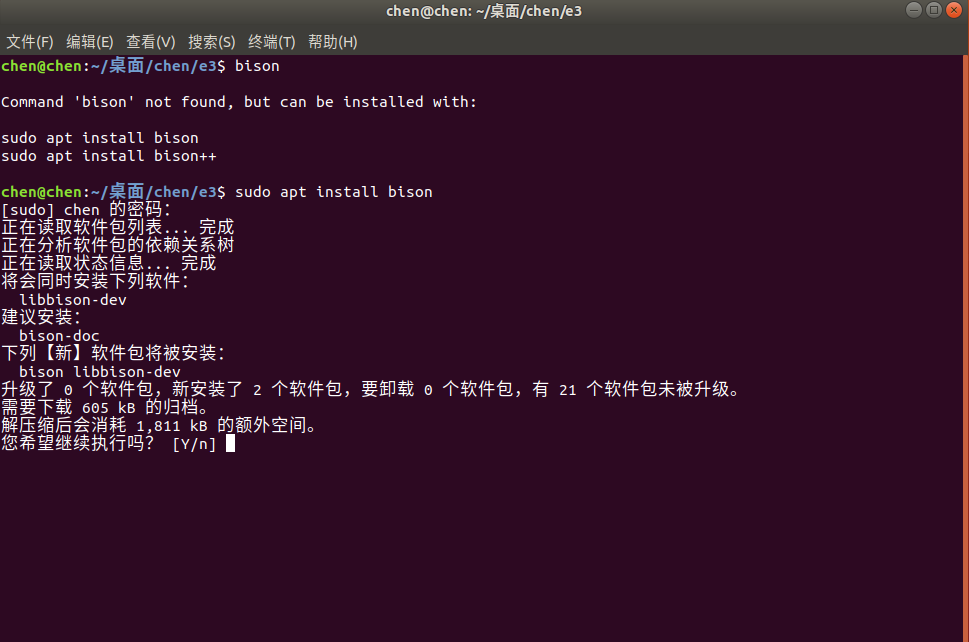 chen@chen: ~/桌面/chen/e3
文件(F) 编辑(E) 查看(V) 搜索(S) 终端(T) 帮助(H)
chen@chen:~/桌面/chen/e3$ bison
Command 'bison' not found, but can be installed with:
sudo apt install bison
sudo apt install bison++
chen@chen:~/桌面/chen/e3$ sudo apt install bison
[sudo] chen 的密码：
正在读取软件包列表... 完成
正在分析软件包的依赖关系树
正在读取状态信息... 完成
将会同时安装下列软件：
  libbison-dev
建议安装：
  bison-doc
下列【新】软件包将被安装：
  bison libbison-dev
升级了 0 个软件包，新安装了 2 个软件包，要卸载 0 个软件包，有 21 个软件包未被升级。
需要下载 605 kB 的归档。
解压缩后会消耗 1,811 kB 的额外空间。
您希望继续执行吗？ [Y/n]